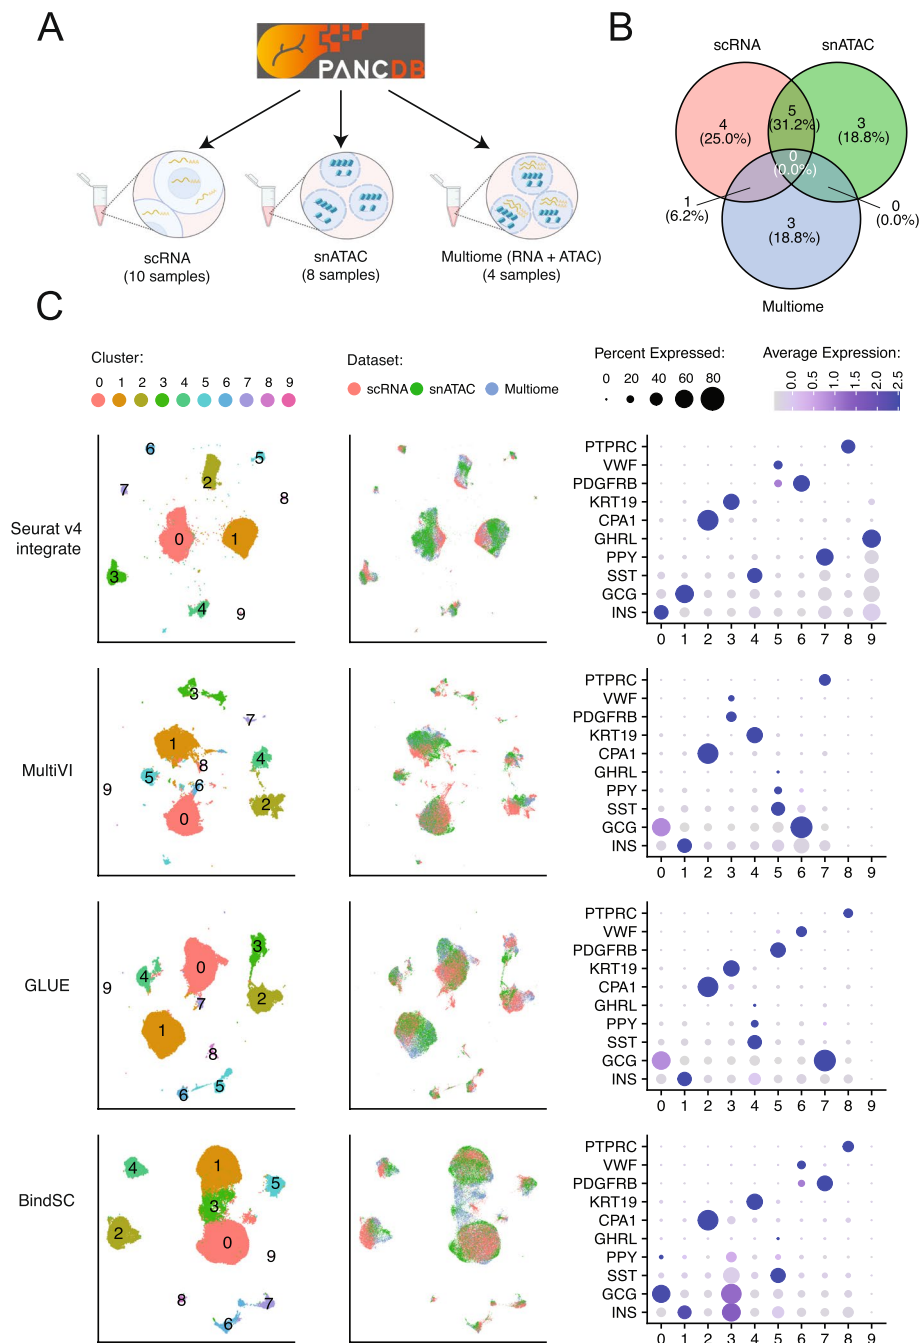 A
PANCDB
scRNA
(10 samples)
snATAC
(8 samples)
Multiome (RNA + ATAC)
(4 samples)
B
scRNA
snATAC
4
(25.0%)
5
(31.2%)
3
(18.8%)
0
(0.0%)
1
(6.2%)
0
(0.0%)
3
(18.8%)
Multiome
C
Cluster:
0 1 2 3 4 5 6 7 8 9
Dataset:
scRNA snATAC Multiome
Percent Expressed:
0 20 40 60 80
Average Expression:
0.0 0.5 1.0 1.5 2.0 2.5
Seurat v4
integrate
6
5
2
7
8
0
1
3
4
9
PTPRC
VWF
PDGFRB
KRT19
CPA1
GHRL
PPY
SST
GCG
INS
0 1 2 3 4 5 6 7 8 9
MultiVI
3
7
1
4
8
5
6
9
2
0
PTPRC
VWF
PDGFRB
KRT19
CPA1
GHRL
PPY
SST
GCG
INS
0 1 2 3 4 5 6 7 8 9
GLUE
3
0
4
9
2
7
1
8
5
6
PTPRC
VWF
PDGFRB
KRT19
CPA1
GHRL
PPY
SST
GCG
INS
0 1 2 3 4 5 6 7 8 9
BindSC
1
4
5
3
2
0
9
8
7
6
PTPRC
VWF
PDGFRB
KRT19
CPA1
GHRL
PPY
SST
GCG
INS
0 1 2 3 4 5 6 7 8 9